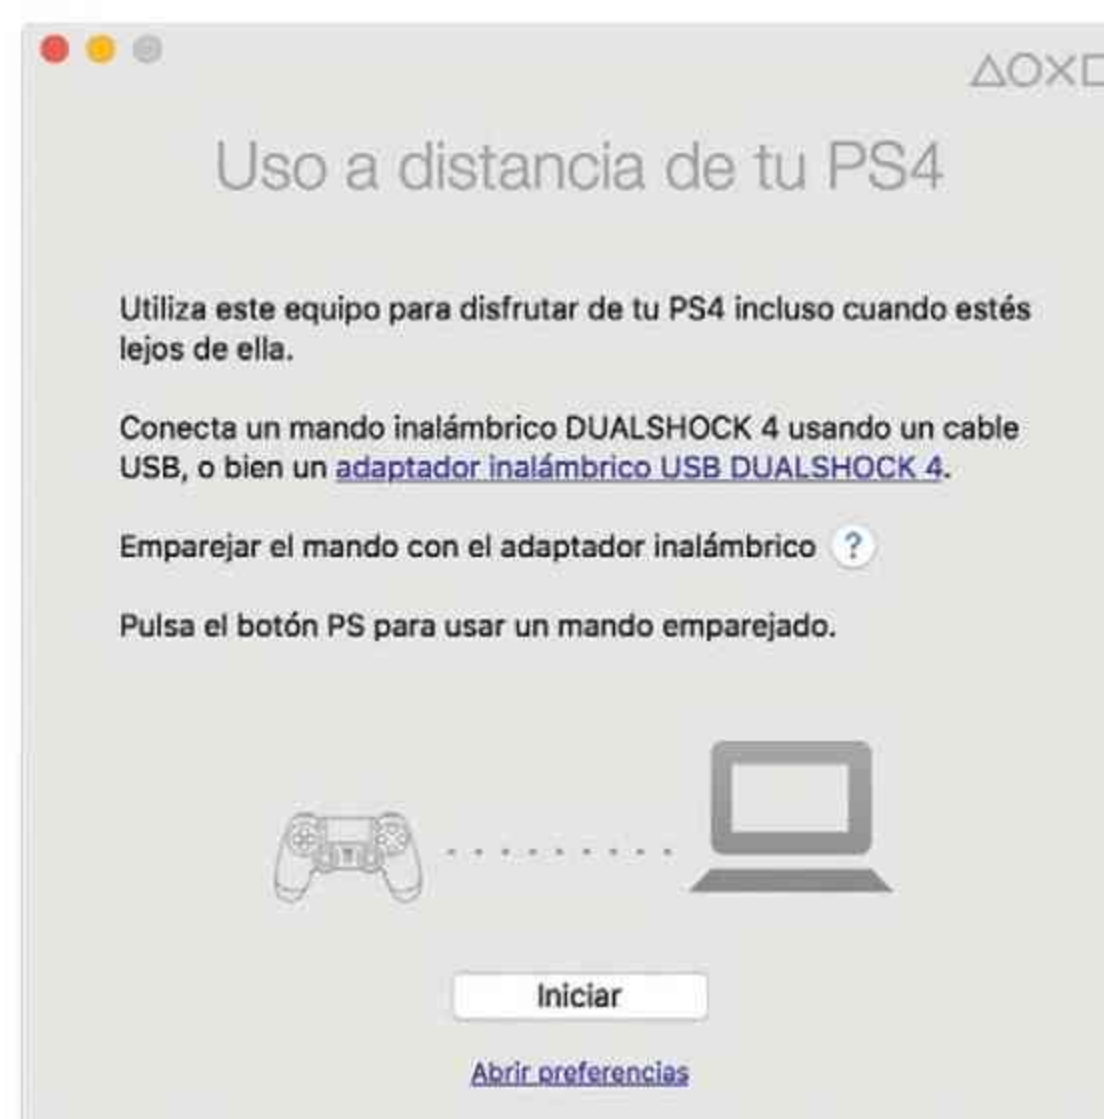 Uso a distancia de tu PS4
Utiliza este equipo para disfrutar de tu PS4 incluso cuando estés
lejos de ella.
Conecta un mando inalámbrico DUALSHOCK 4 usando un cable
USB, o bien un adaptador inalámbrico USB DUALSHOCK 4.
Emparejar el mando con el adaptador inalámbrico ?
Pulsa el botón PS para usar un mando emparejado.
Iniciar
Abrir preferencias